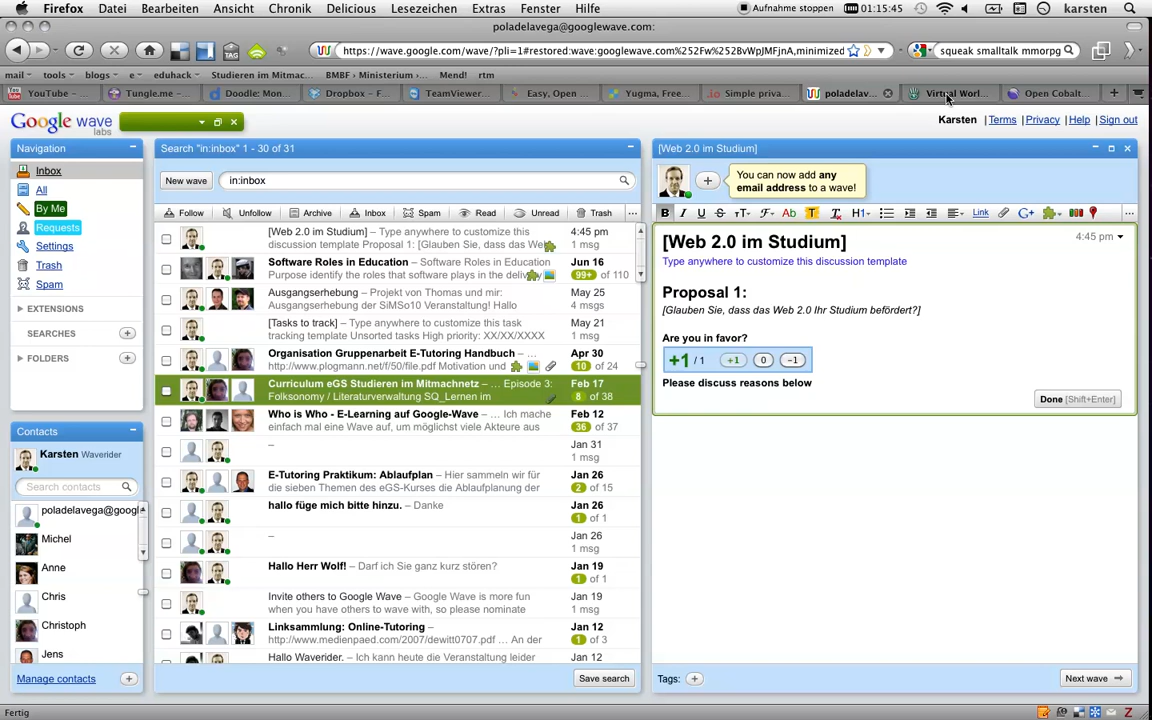 Firefox Datei Bearbeiten Ansicht Chronik Delicious Lesezeichen Extras Fenster Hilfe Aufnahme stoppen 01:15:45 karsten
poladelavega@googlewave.com:
https://wave.google.com/wave/?pli=1#restored:wave:googlewave.com%252Fw%252BvWpJMFjnA,minimized
squeak smalltalk mmorpg
mail tools blogs e eduhack Studieren im Mitmac... BMBF › Ministerium › ... Mend! rtm
YouTube – ... Tungle.me – ... Doodle: Mon... Dropbox – F... TeamViewer... Easy, Open ... Yugma, Free... Simple priva... poladelav... Virtual Worl... Open Cobalt...
Google wave
labs
Karsten | Terms | Privacy | Help | Sign out
Navigation
Inbox
All
By Me
Requests
Settings
Trash
Spam
EXTENSIONS
SEARCHES
FOLDERS
Contacts
Karsten Waverider
Search contacts
poladelavega@googl
Michel
Anne
Chris
Christoph
Jens
Manage contacts
Search "in:inbox" 1 - 30 of 31
New wave in:inbox
Follow Unfollow Archive Inbox Spam Read Unread Trash ...
[Web 2.0 im Studium] – Type anywhere to customize this 4:45 pm
discussion template Proposal 1: [Glauben Sie, dass das Web 1 msg
Software Roles in Education – Software Roles in Education Jun 16
Purpose identify the roles that software plays in the delivery 99+ of 110
Ausgangserhebung – Projekt von Thomas und mir: May 25
Ausgangserhebung der SiMSo10 Veranstaltung! Hallo 4 msgs
[Tasks to track] – Type anywhere to customize this task May 21
tracking template Unsorted tasks High priority: XX/XX/XXXX 1 msg
Organisation Gruppenarbeit E-Tutoring Handbuch – ... Apr 30
http://www.plogmann.net/f/50/file.pdf Motivation und 10 of 24
Curriculum eGS Studieren im Mitmachnetz – ... Episode 3: Feb 17
Folksonomy / Literaturverwaltung SQ_Lernen im 8 of 38
Who is Who - E-Learning auf Google-Wave – Ich mache Feb 12
einfach mal eine Wave auf, um möglichst viele Akteure aus 36 of 37
– Jan 31
1 msg
E-Tutoring Praktikum: Ablaufplan – Hier sammeln wir für Jan 26
die sieben Themen des eGS-Kurses die Ablaufplanung der 2 of 15
hallo füge mich bitte hinzu. – Danke Jan 26
1 of 1
– Jan 26
1 msg
Hallo Herr Wolf! – Darf ich Sie ganz kurz stören? Jan 19
1 of 1
Invite others to Google Wave – Google Wave is more fun Jan 19
when you have others to wave with, so please nominate 1 msg
Linksammlung: Online-Tutoring – Jan 12
http://www.medienpaed.com/2007/dewitt0707.pdf ... An der 1 of 3
Hallo Waverider. – Ich kann heute die Veranstaltung leider Jan 12
Save search
[Web 2.0 im Studium]
You can now add any
email address to a wave!
B I U S tT F Ab T T H1 Link G+ ...
[Web 2.0 im Studium] 4:45 pm
Type anywhere to customize this discussion template
Proposal 1:
[Glauben Sie, dass das Web 2.0 Ihr Studium befördert?]
Are you in favor?
+1 / 1 +1 0 −1
Please discuss reasons below
Done [Shift+Enter]
Tags: Next wave
Fertig